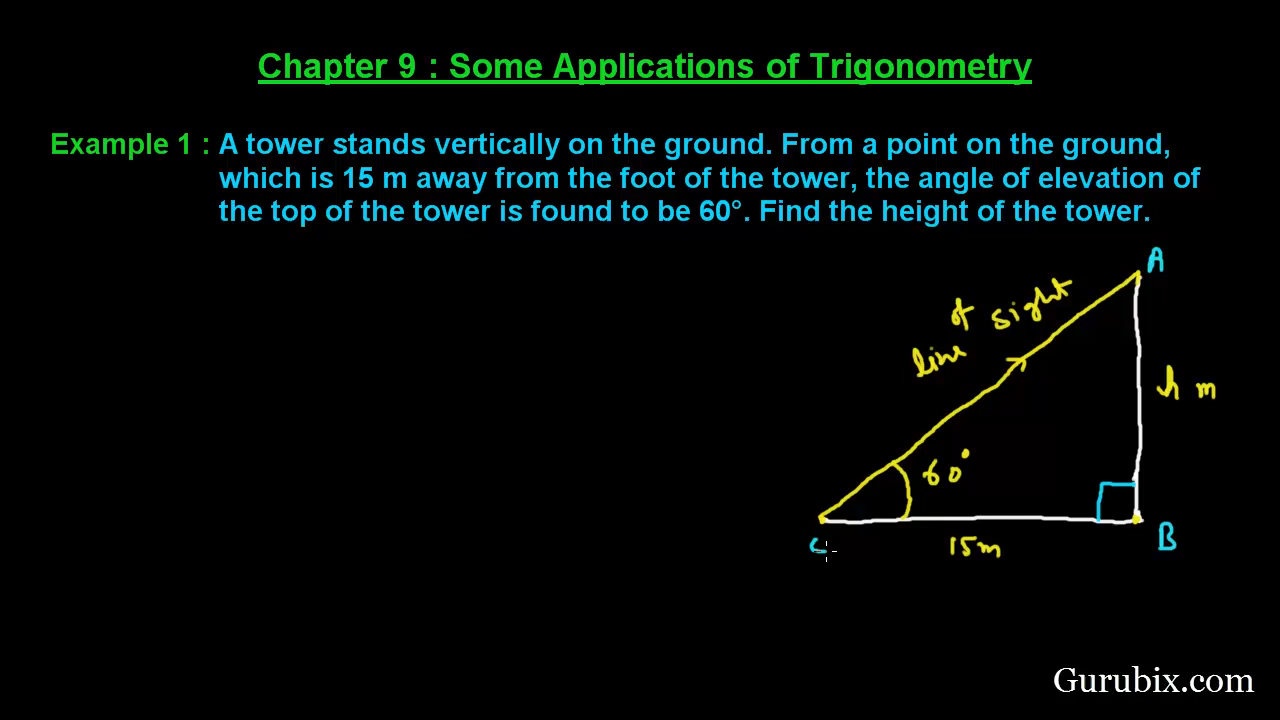 Chapter 9 : Some Applications of Trigonometry
Example 1 : A tower stands vertically on the ground. From a point on the ground,
which is 15 m away from the foot of the tower, the angle of elevation of
the top of the tower is found to be 60°. Find the height of the tower.
A
line of sight
h m
60°
15m
B
Gurubix.com